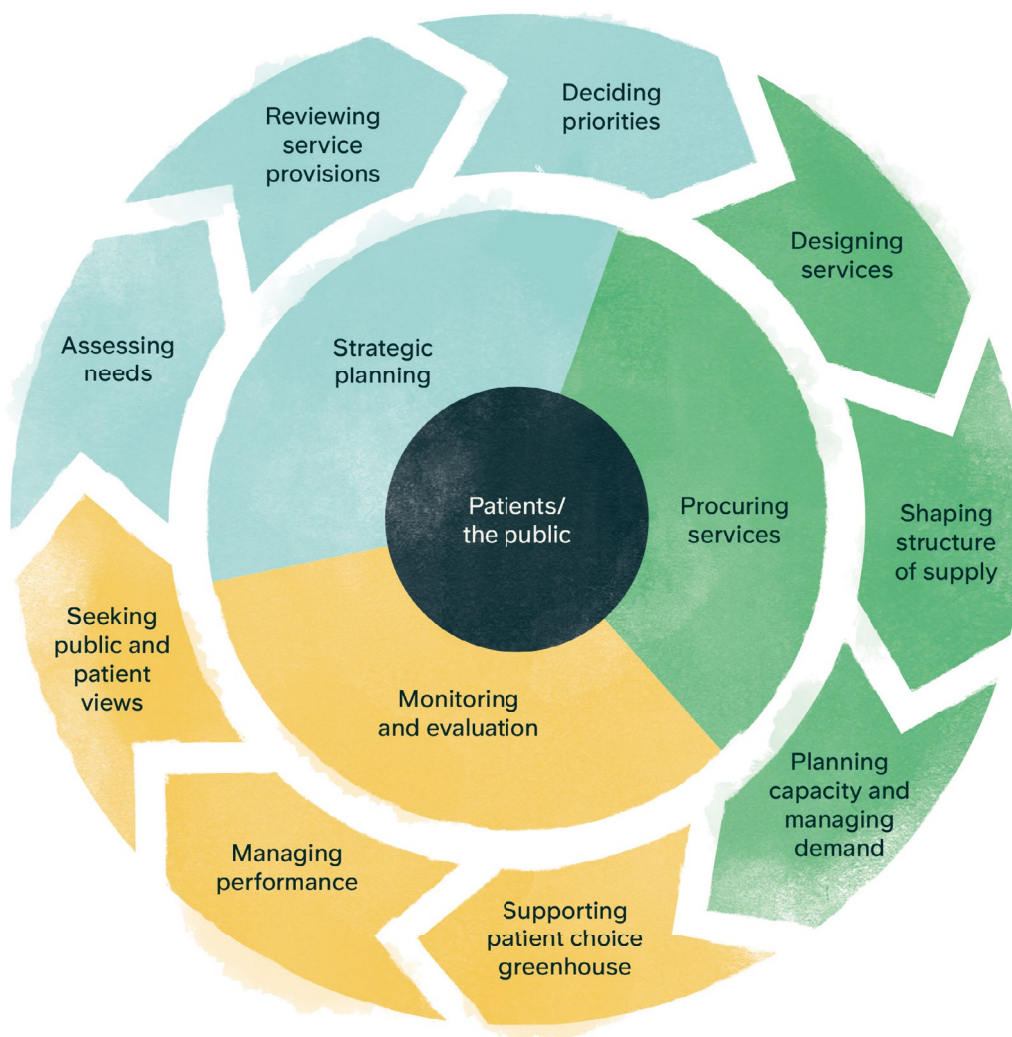 Deciding
priorities
Reviewing
service
provisions
Designing
services
Assessing
needs
Strategic
planning
Patients/
the public
Procuring
services
Shaping
structure
of supply
Seeking
public and
patient
views
Monitoring
and evaluation
Planning
capacity and
managing
demand
Managing
performance
Supporting
patient choice
greenhouse